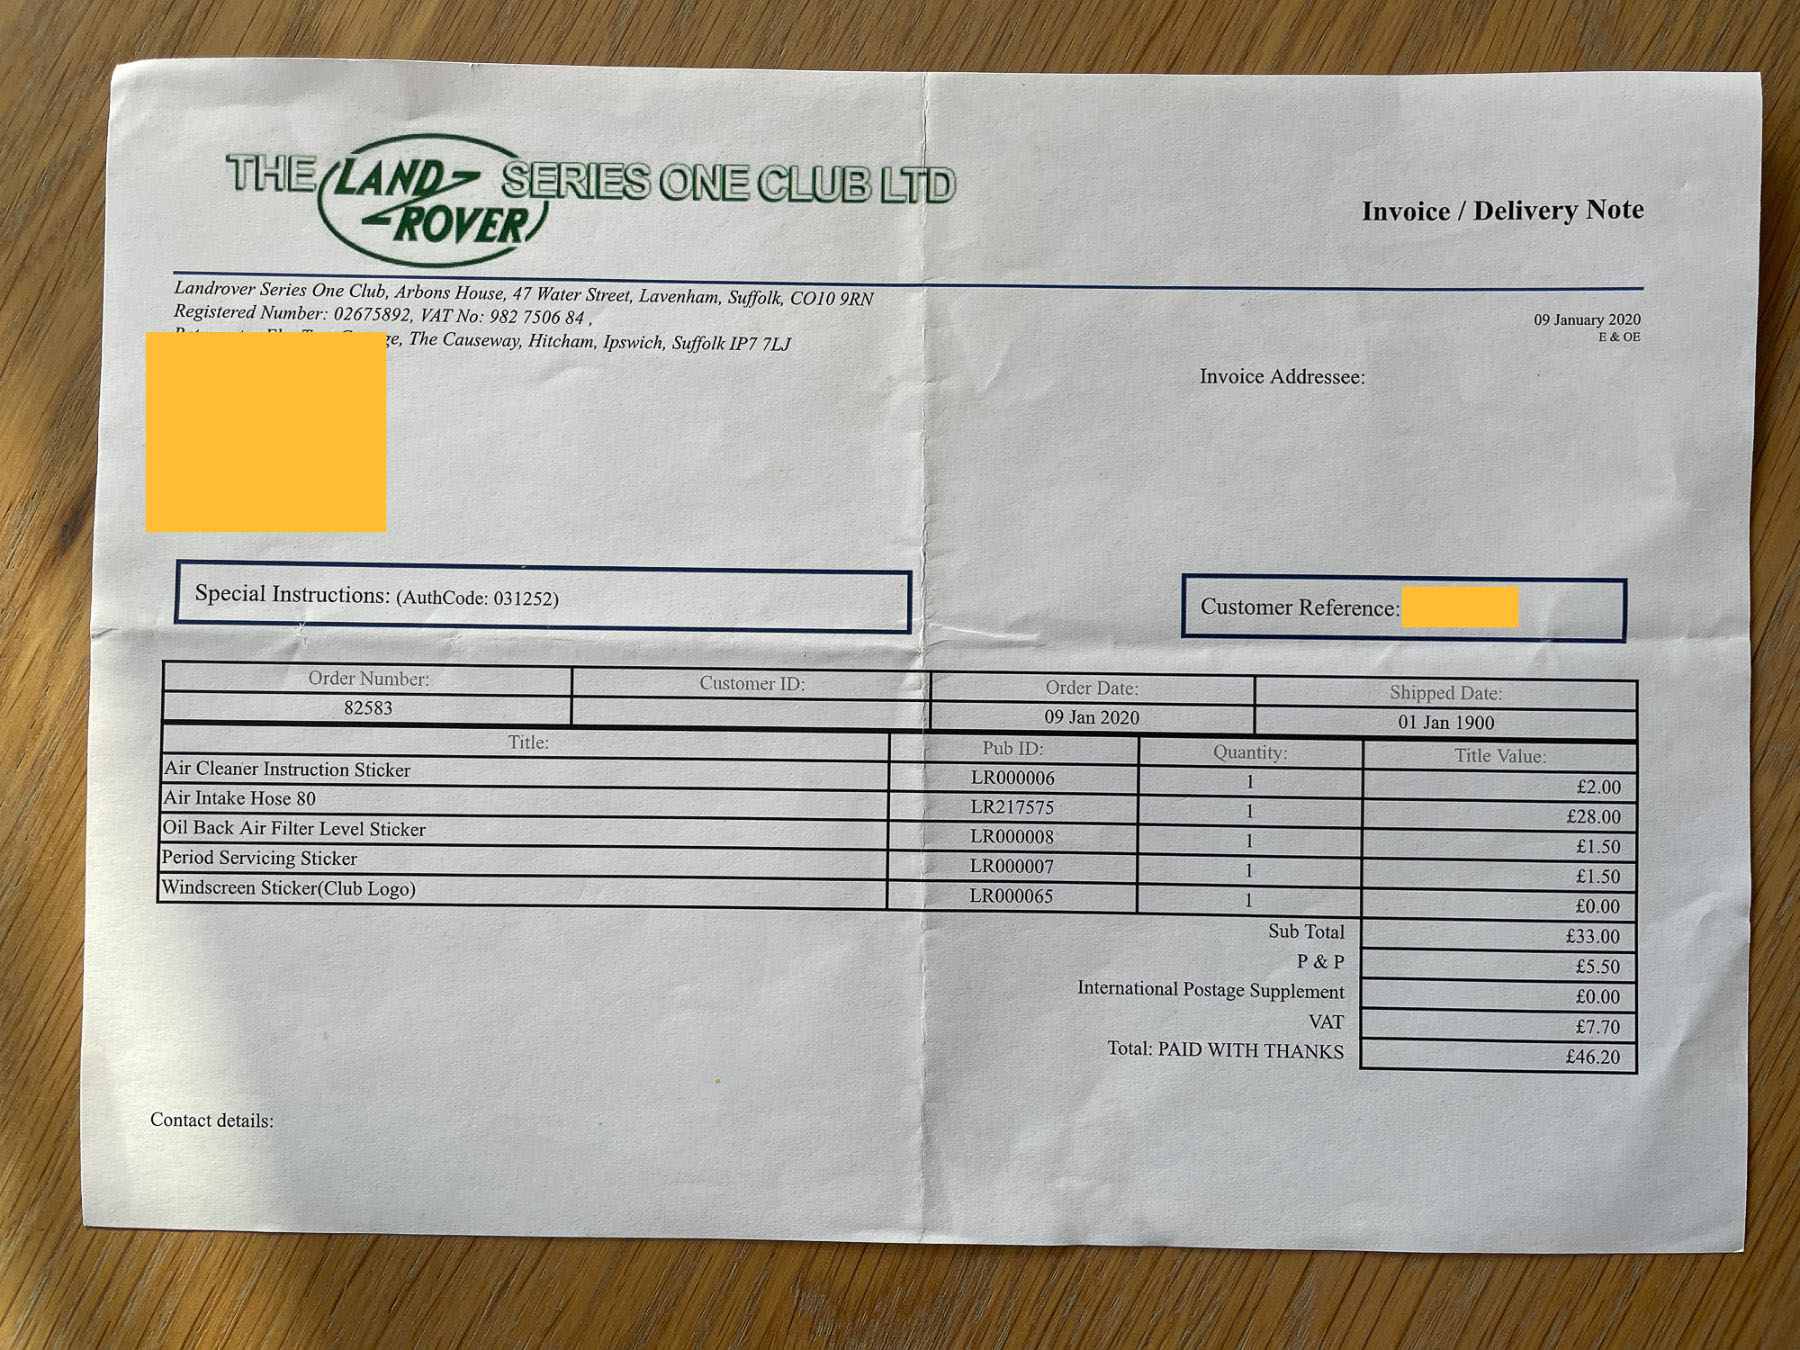 THE LAND ROVER SERIES ONE CLUB LTD
Invoice / Delivery Note
Landrover Series One Club, Arbons House, 47 Water Street, Lavenham, Suffolk, CO10 9RN
Registered Number: 02675892, VAT No: 982 7506 84 ,
The Causeway, Hitcham, Ipswich, Suffolk IP7 7LJ
09 January 2020
E & OE
Invoice Addressee:
Special Instructions: (AuthCode: 031252)
Customer Reference:
Order Number: Customer ID: Order Date: Shipped Date:
82583 09 Jan 2020 01 Jan 1900
Title: Pub ID: Quantity: Title Value:
Air Cleaner Instruction Sticker LR000006 1 £2.00
Air Intake Hose 80 LR217575 1 £28.00
Oil Back Air Filter Level Sticker LR000008 1 £1.50
Period Servicing Sticker LR000007 1 £1.50
Windscreen Sticker(Club Logo) LR000065 1 £0.00
Sub Total £33.00
P & P £5.50
International Postage Supplement £0.00
VAT £7.70
Total: PAID WITH THANKS £46.20
Contact details: